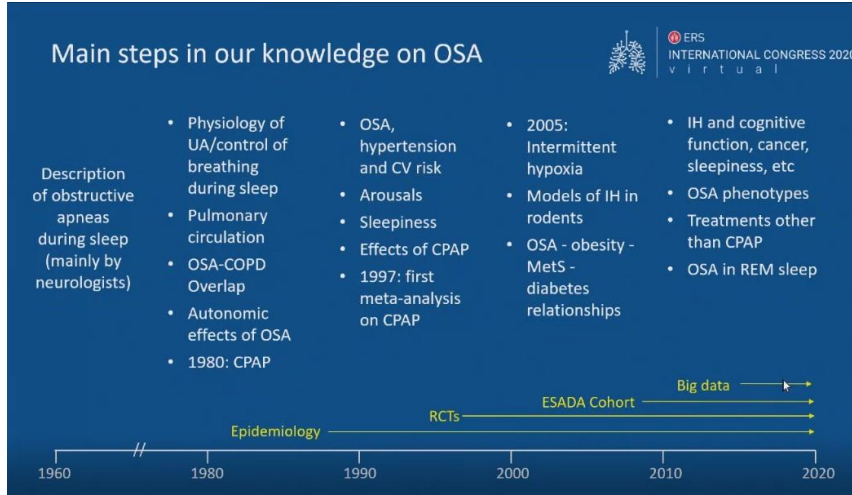 Main steps in our knowledge on OSA
ERS
INTERNATIONAL CONGRESS 2020
virtual
Description
of obstructive
apneas
during sleep
(mainly by
neurologists)
• Physiology of
UA/control of
breathing
during sleep
• Pulmonary
circulation
• OSA-COPD
Overlap
• Autonomic
effects of OSA
• 1980: CPAP
• OSA,
hypertension
and CV risk
• Arousals
• Sleepiness
• Effects of CPAP
• 1997: first
meta-analysis
on CPAP
• 2005:
Intermittent
hypoxia
• Models of IH in
rodents
• OSA - obesity -
MetS -
diabetes
relationships
• IH and cognitive
function, cancer,
sleepiness, etc
• OSA phenotypes
• Treatments other
than CPAP
• OSA in REM sleep
Big data
ESADA Cohort
RCTs
Epidemiology
1960 // 1980 1990 2000 2010 2020